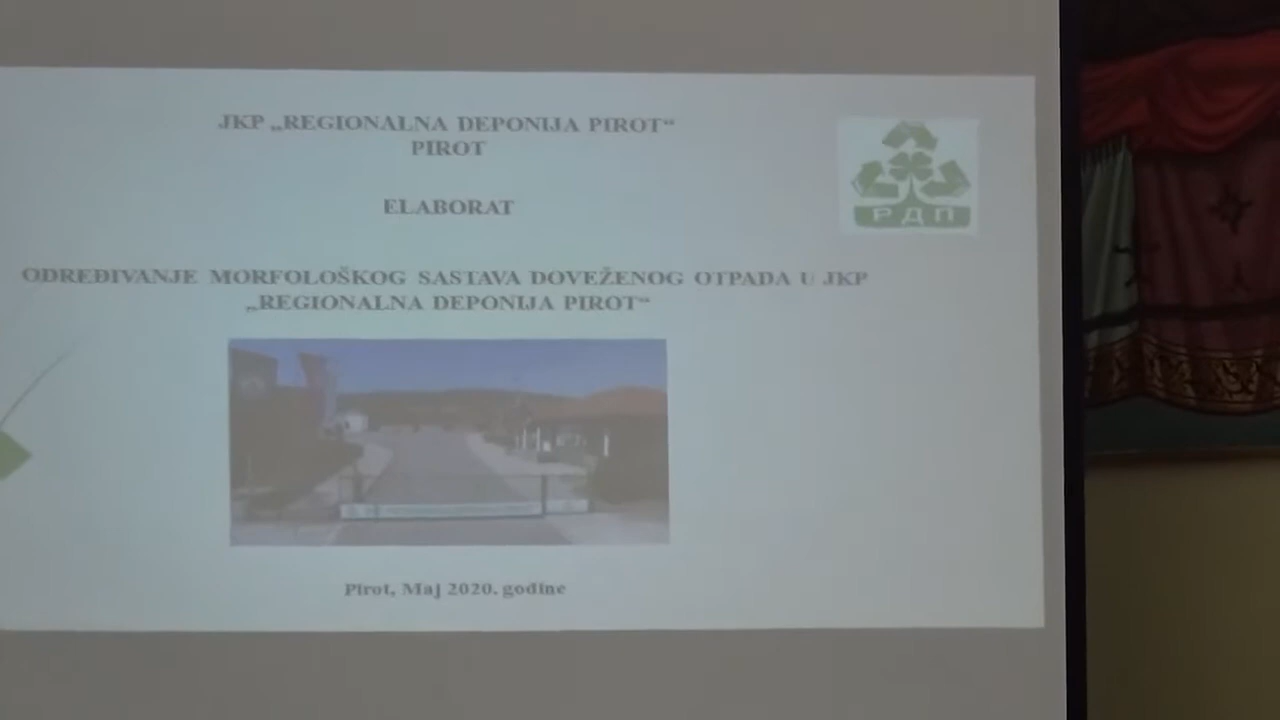 JKP „REGIONALNA DEPONIJA PIROT“
PIROT
РДП
ELABORAT
ODREĐIVANJE MORFOLOŠKOG SASTAVA DOVEŽENOG OTPADA U JKP
„REGIONALNA DEPONIJA PIROT“
Pirot, Maj 2020. godine